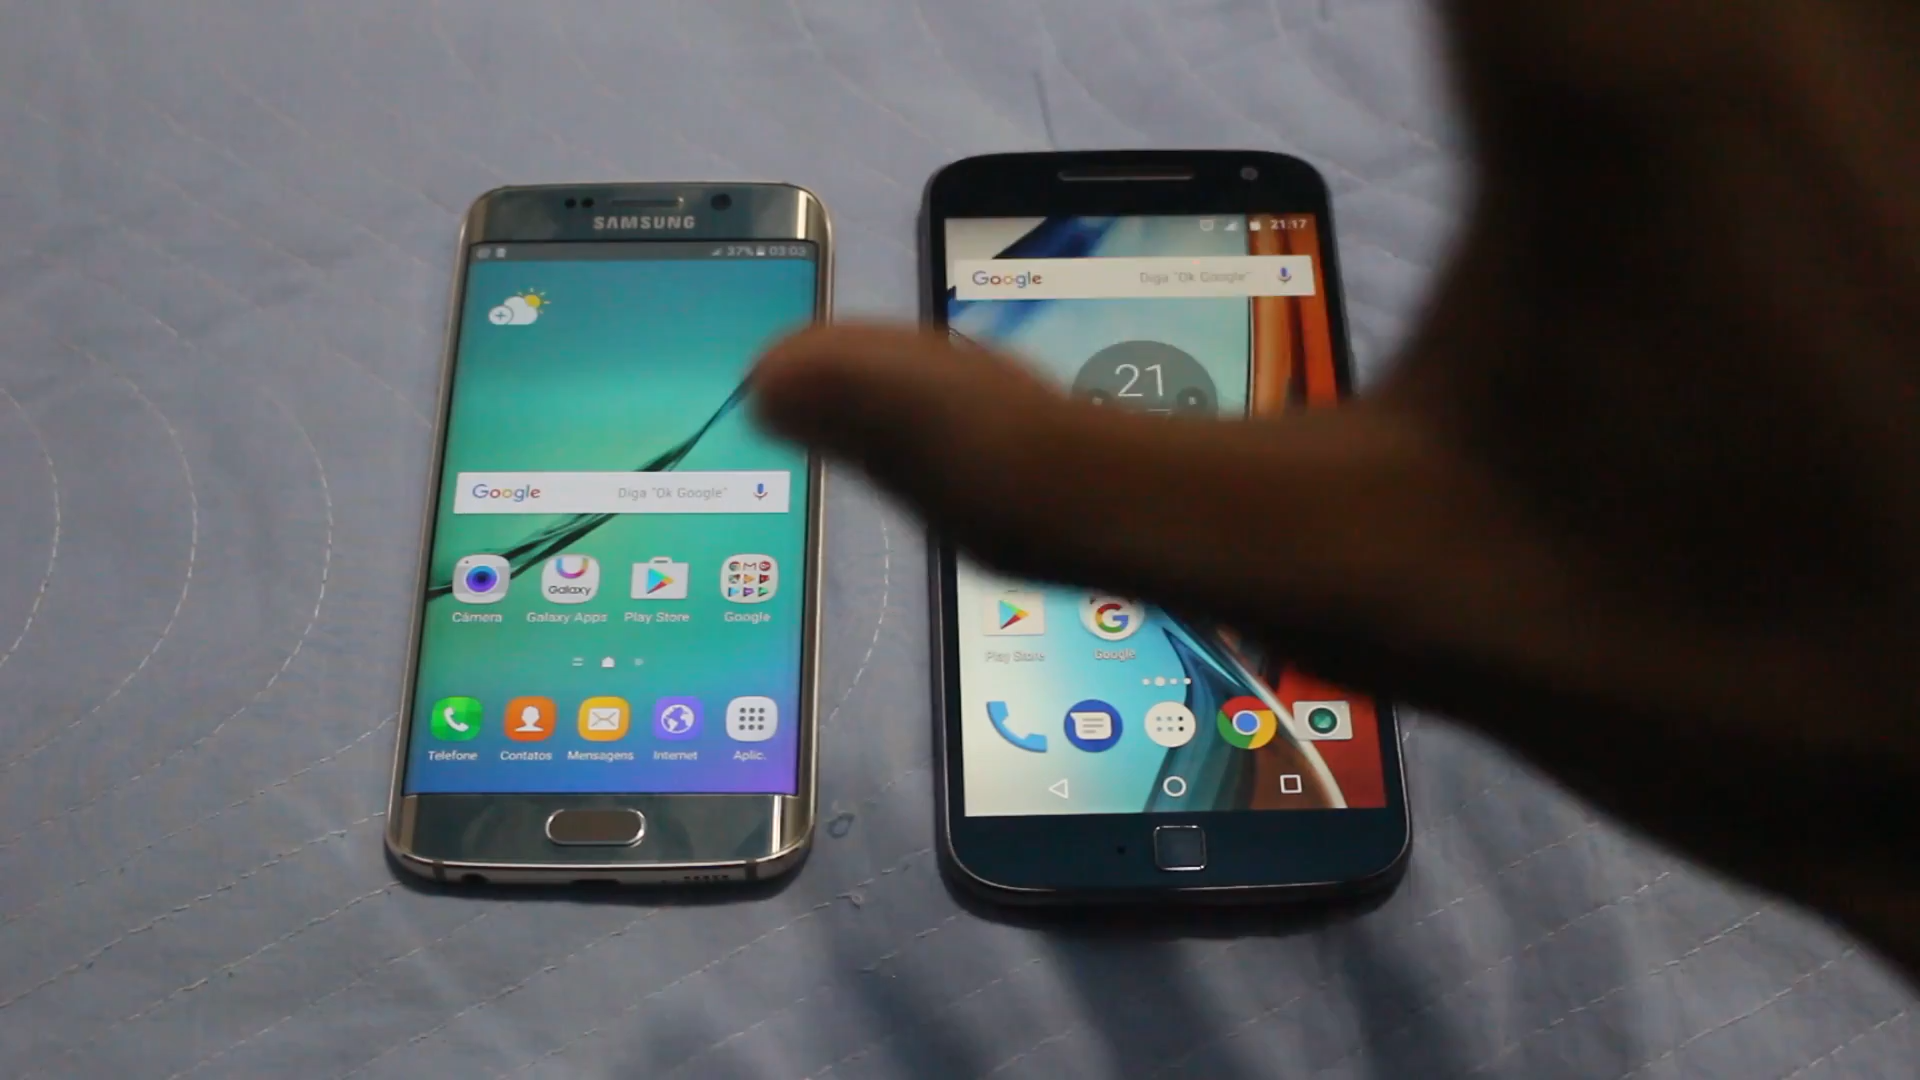 SAMSUNG
37% 03:03
Google Diga "Ok Google"
Câmera Galaxy Apps Play Store Google
Galaxy
Telefone Contatos Mensagens Internet Aplic.
21:17
Google Diga "Ok Google"
21
Play Store Google